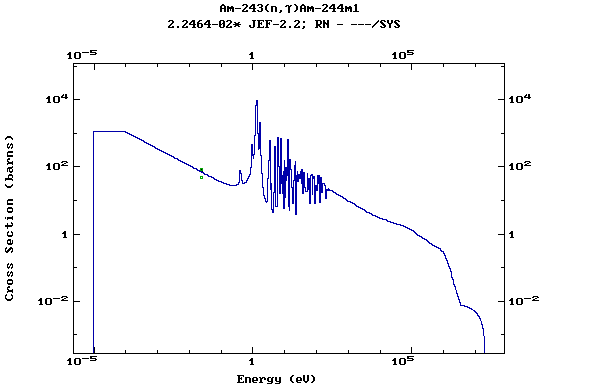 Am-243(n,γ)Am-244m1
2.2464-02* JEF-2.2; RN - ---/SYS
10⁻⁵ 1 10⁵
10⁴ 10⁴
10² 10²
1 1
10⁻² 10⁻²
10⁻⁵ 1 10⁵
Cross Section (barns)
Energy (eV)